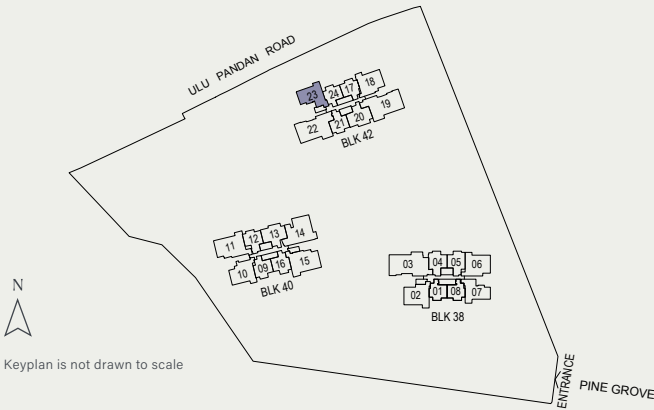 ULU PANDAN ROAD
23 24 17 18
22 21 20 19
BLK 42
11 12 13 14
10 09 16 15
BLK 40
03 04 05 06
02 01 08 07
BLK 38
N
Keyplan is not drawn to scale
ENTRANCE
PINE GROVE